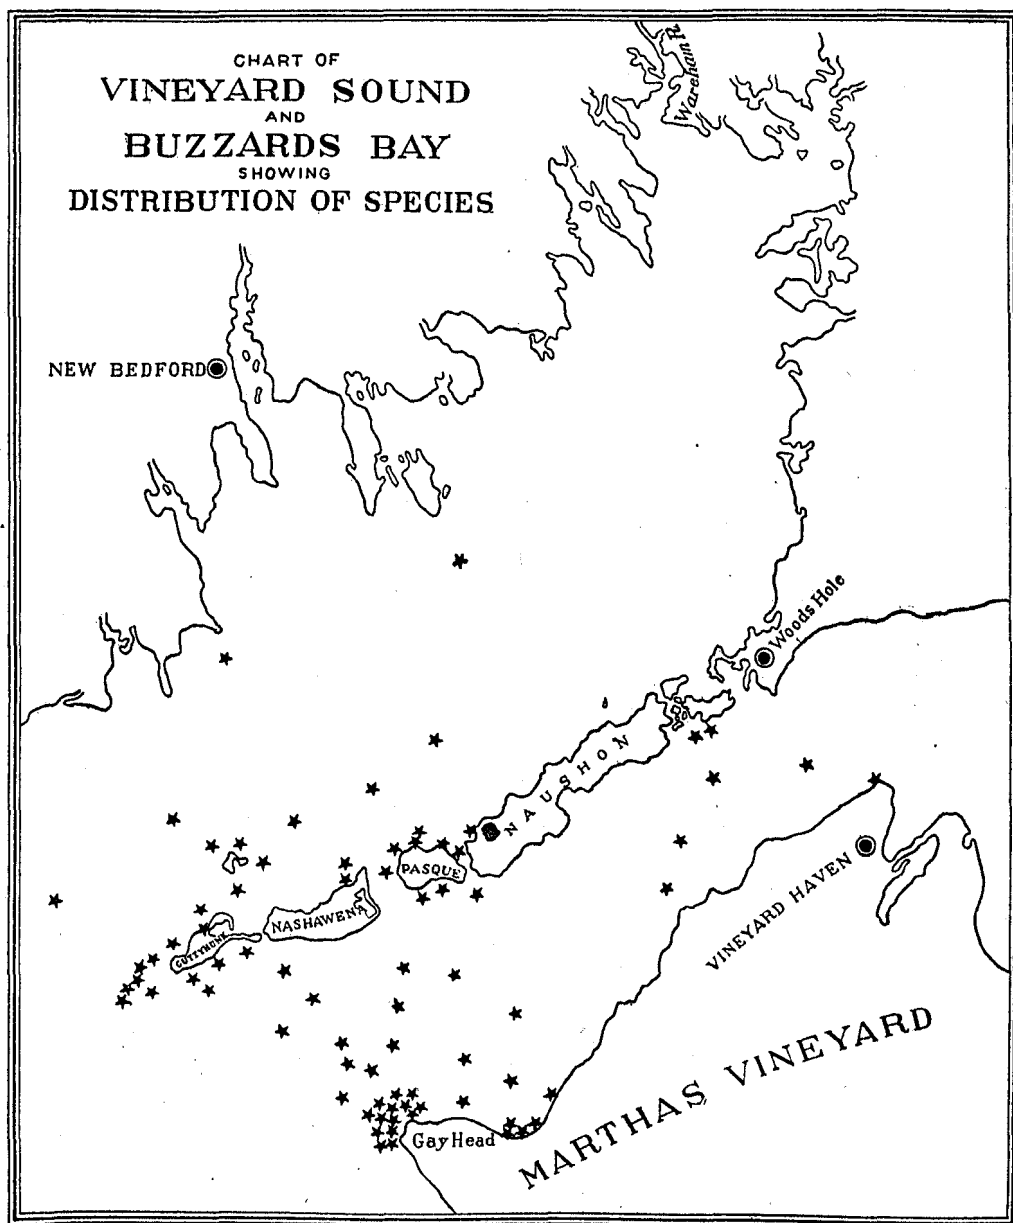 CHART OF
VINEYARD SOUND
AND
BUZZARDS BAY
SHOWING
DISTRIBUTION OF SPECIES
Wareham R.
NEW BEDFORD
Woods Hole
NAUSHON
PASQUE
NASHAWENA
CUTTYHUNK
VINEYARD HAVEN
MARTHAS VINEYARD
Gay Head